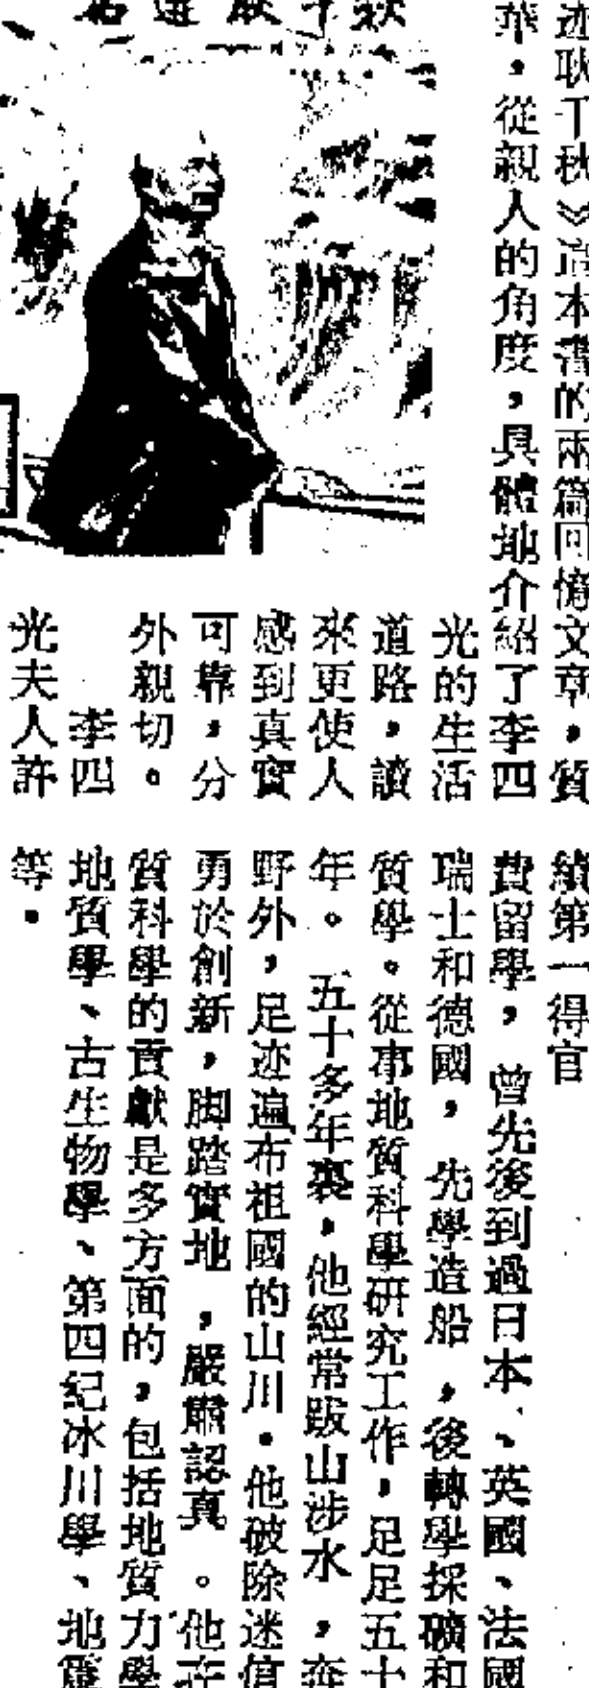 迹耿千秋》這本書的兩篇回憶文章,質
華。從親人的角度,具體地介紹了李四
光的生活
道路,讀
來更使人
感到真實
可靠,分
外親切。
李四
光夫人許
績第一得官
費留學,曾先後到過日本、英國、法國
瑞士和德國,先學造船,後轉學採礦和
質學。從事地質科學研究工作,足足五十
年。五十多年裏,他經常跋山涉水,奔
野外,足迹遍布祖國的山川。他破除迷信
勇於創新,脚踏實地,嚴肅認真。他在
質科學的貢獻是多方面的,包括地質力學
地質學、古生物學、第四紀冰川學、地震
等。